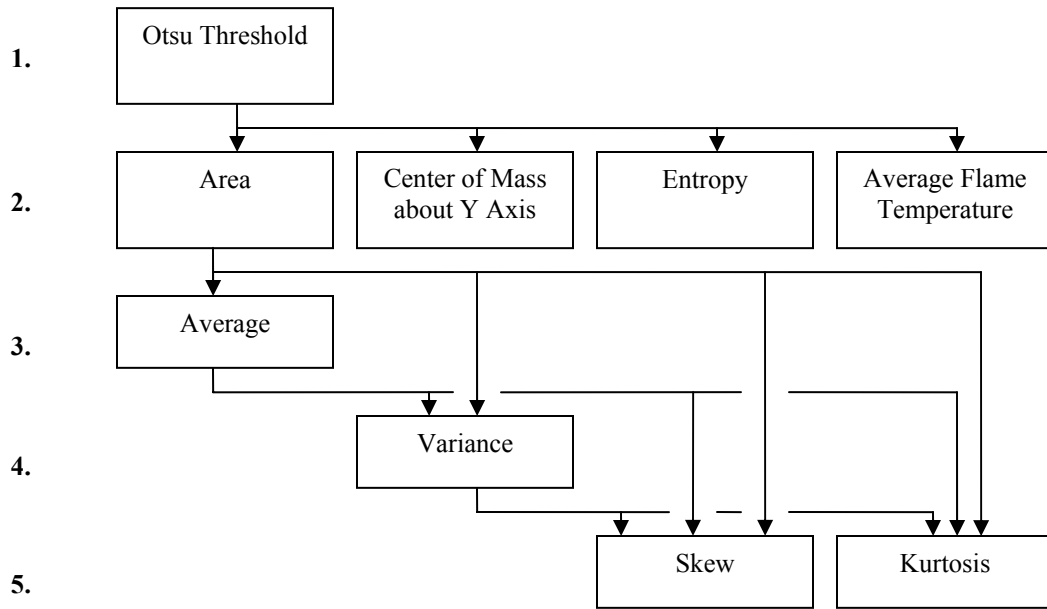 1.
Otsu Threshold
2.
Area
Center of Mass
about Y Axis
Entropy
Average Flame
Temperature
3.
Average
4.
Variance
5.
Skew
Kurtosis